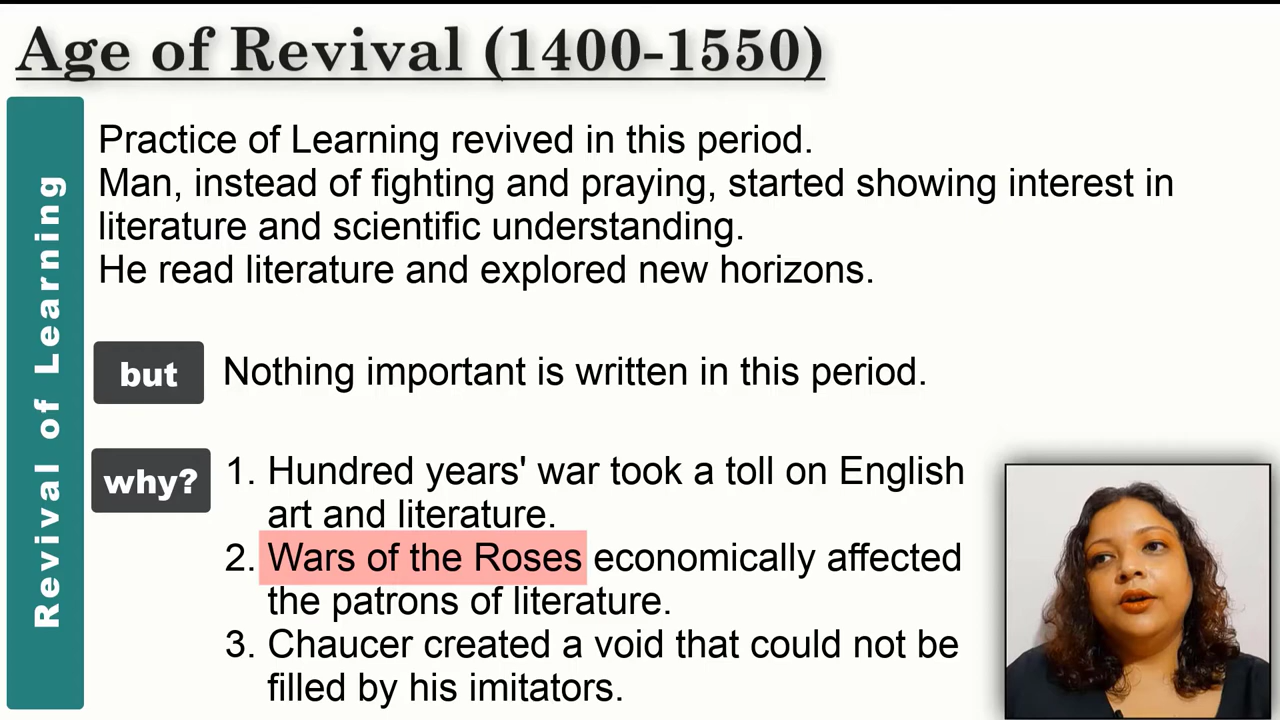 Age of Revival (1400-1550)
Revival of Learning
Practice of Learning revived in this period.
Man, instead of fighting and praying, started showing interest in
literature and scientific understanding.
He read literature and explored new horizons.
but
Nothing important is written in this period.
why?
1. Hundred years' war took a toll on English
art and literature.
2. Wars of the Roses economically affected
the patrons of literature.
3. Chaucer created a void that could not be
filled by his imitators.